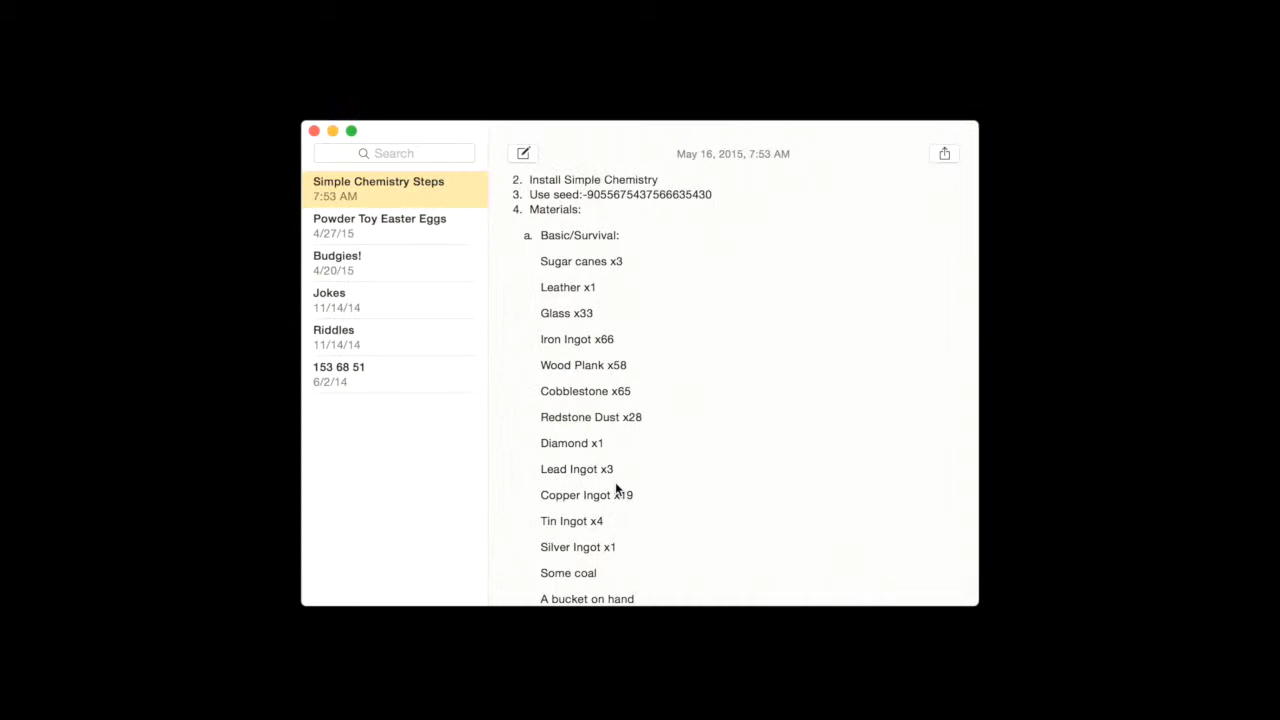 Search
May 16, 2015, 7:53 AM
Simple Chemistry Steps
7:53 AM
Powder Toy Easter Eggs
4/27/15
Budgies!
4/20/15
Jokes
11/14/14
Riddles
11/14/14
153 68 51
6/2/14
2. Install Simple Chemistry
3. Use seed:-9055675437566635430
4. Materials:
a. Basic/Survival:
Sugar canes x3
Leather x1
Glass x33
Iron Ingot x66
Wood Plank x58
Cobblestone x65
Redstone Dust x28
Diamond x1
Lead Ingot x3
Copper Ingot x19
Tin Ingot x4
Silver Ingot x1
Some coal
A bucket on hand